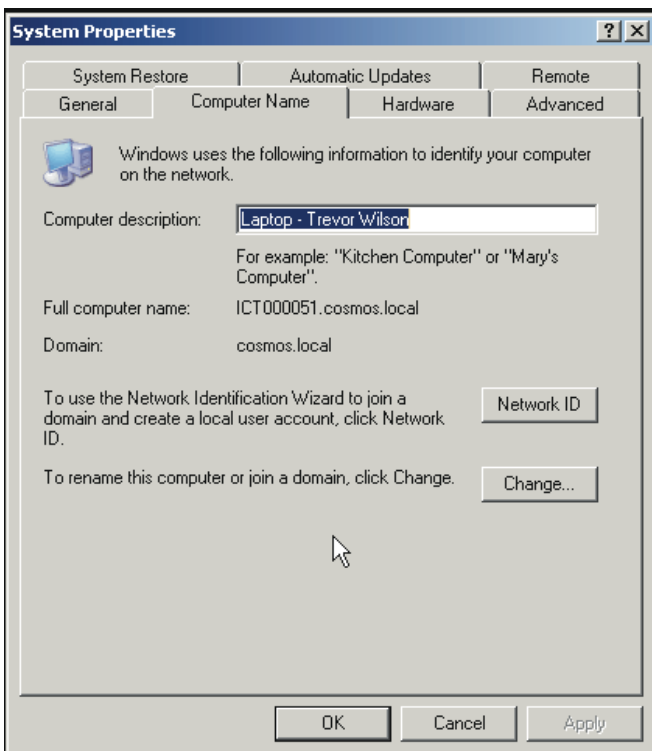 System Properties
?
X
System Restore
Automatic Updates
Remote
General
Computer Name
Hardware
Advanced
Windows uses the following information to identify your computer
on the network.
Computer description:
Laptop - Trevor Wilson
For example: "Kitchen Computer" or "Mary's
Computer".
Full computer name:
ICT000051.cosmos.local
Domain:
cosmos.local
To use the Network Identification Wizard to join a
domain and create a local user account, click Network
ID.
Network ID
To rename this computer or join a domain, click Change.
Change...
OK
Cancel
Apply